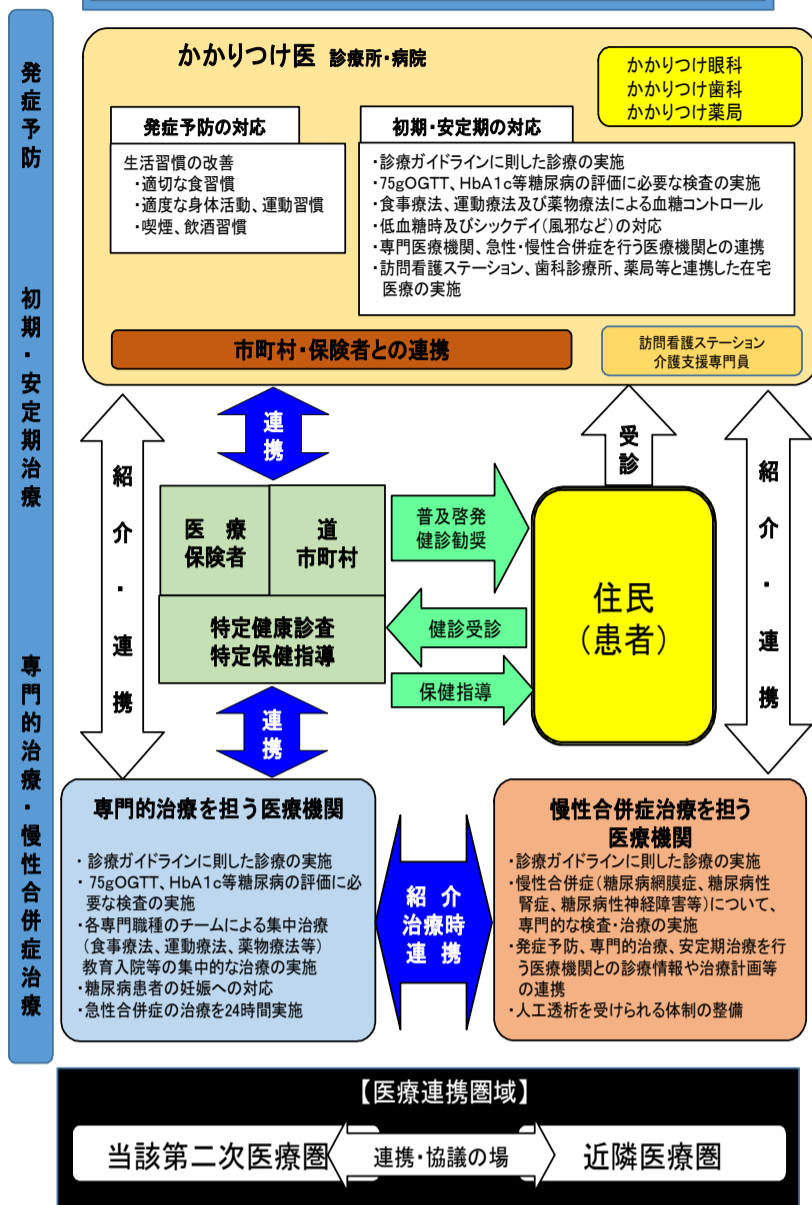 発症予防
初期・安定期治療
専門的治療・慢性合併症治療
かかりつけ医 診療所・病院
かかりつけ眼科
かかりつけ歯科
かかりつけ薬局
発症予防の対応
生活習慣の改善
・適切な食習慣
・適度な身体活動、運動習慣
・喫煙、飲酒習慣
初期・安定期の対応
・診療ガイドラインに則した診療の実施
・75gOGTT、HbA1c等糖尿病の評価に必要な検査の実施
・食事療法、運動療法及び薬物療法による血糖コントロール
・低血糖時及びシックデイ(風邪など)の対応
・専門医療機関、急性・慢性合併症を行う医療機関との連携
・訪問看護ステーション、歯科診療所、薬局等と連携した在宅
医療の実施
市町村・保険者との連携
訪問看護ステーション
介護支援専門員
紹介・連携
連携
受診
紹介・連携
医 療
保険者
道
市町村
特定健康診査
特定保健指導
普及啓発
健診勧奨
健診受診
保健指導
住民
(患者)
連携
専門的治療を担う医療機関
・ 診療ガイドラインに則した診療の実施
・ 75gOGTT、HbA1c等糖尿病の評価に必
要な検査の実施
・各専門職種のチームによる集中治療
(食事療法、運動療法、薬物療法等)
教育入院等の集中的な治療の実施
・糖尿病患者の妊娠への対応
・急性合併症の治療を24時間実施
紹 介
治療時
連 携
慢性合併症治療を担う
医療機関
・診療ガイドラインに則した診療の実施
・慢性合併症(糖尿病網膜症、糖尿病性
腎症、糖尿病性神経障害等)について、
専門的な検査・治療の実施
・発症予防、専門的治療、安定期治療を行
う医療機関との診療情報や治療計画等
の連携
・人工透析を受けられる体制の整備
【医療連携圏域】
当該第二次医療圏
連携・協議の場
近隣医療圏